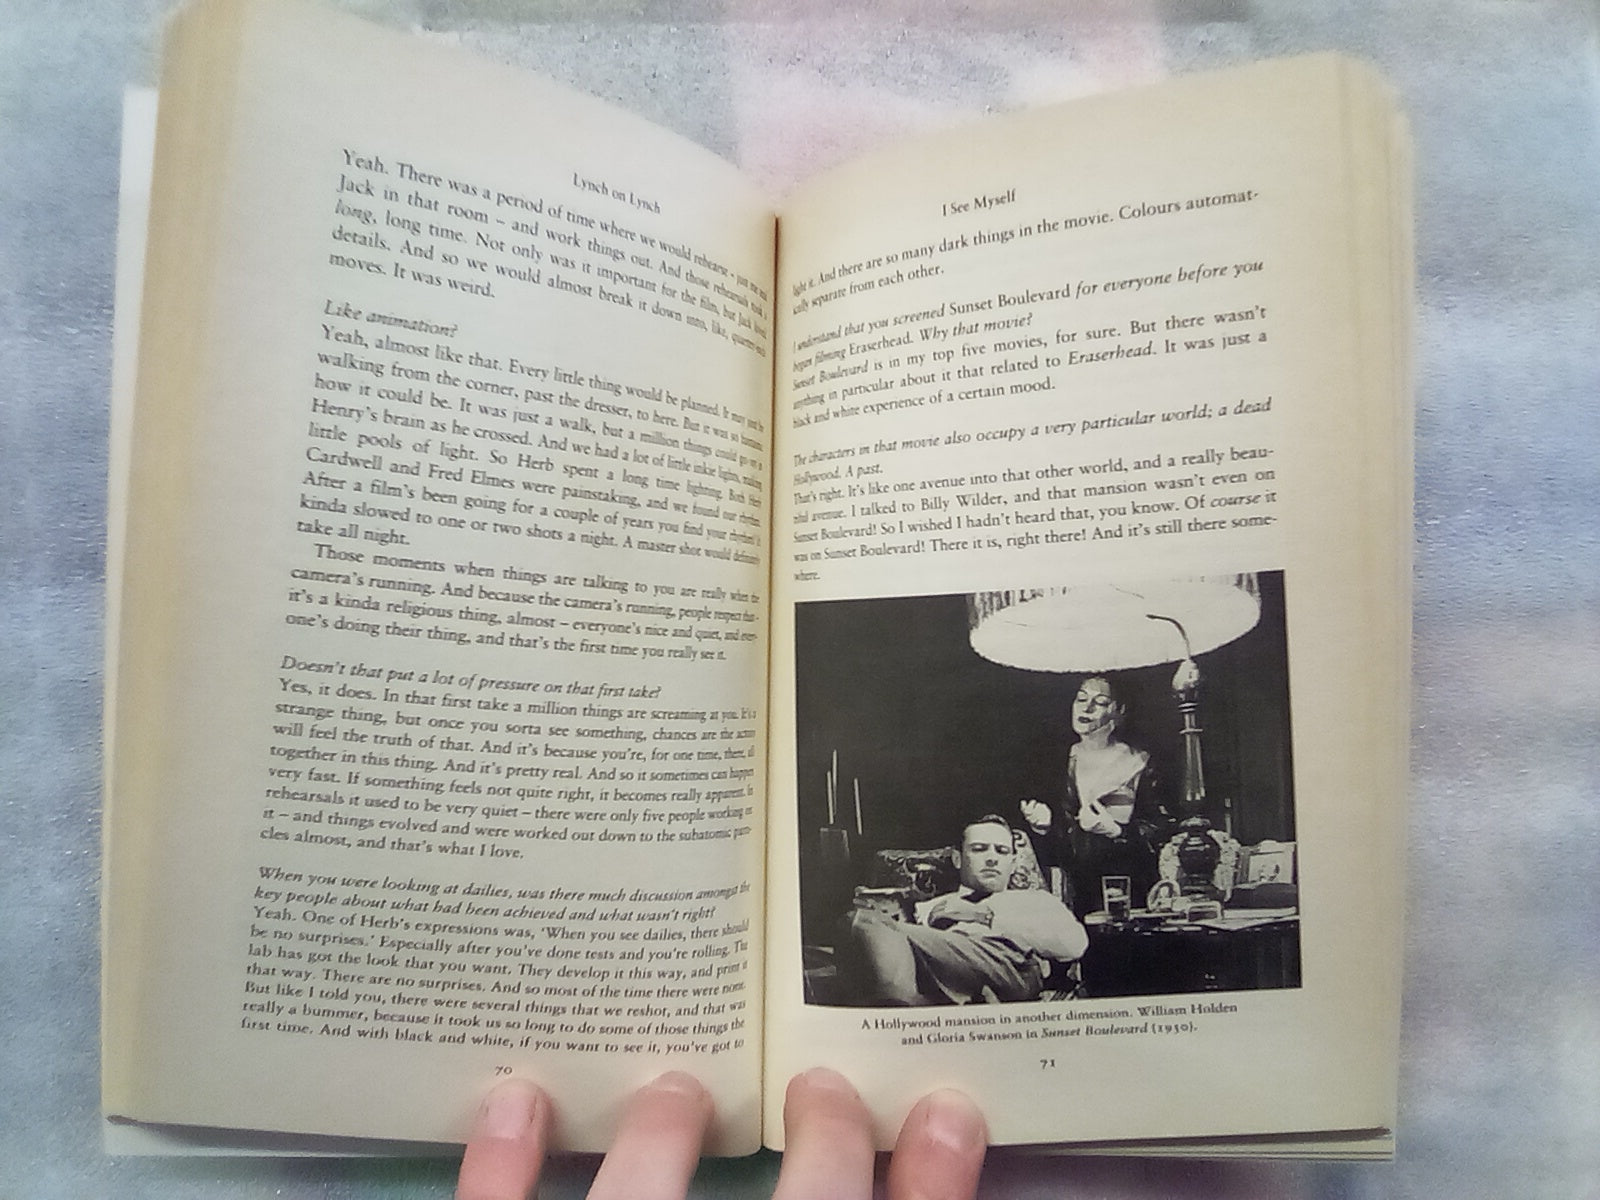 Lynch on Lynch
Yeah. There was a period of time where we would rehearse – just me and
Jack in that room – and work things out. And those rehearsals took a
long, long time. Not only was it important for the film, but Jack loved
details. And so we would almost break it down into, like, quarter-inch
moves. It was weird.
Like animation?
Yeah, almost like that. Every little thing would be planned. It may just be
walking from the corner, past the dresser, to here. But it was so
how it could be. It was just a walk, but a million things could go on in
Henry's brain as he crossed. And we had a lot of little inkie lights, making
little pools of light. So Herb spent a long time lighting. Both Herb
Cardwell and Fred Elmes were painstaking, and we found our rhythm.
After a film's been going for a couple of years you find your rhythm! It
kinda slowed to one or two shots a night. A master shot would definitely
take all night.
Those moments when things are talking to you are really when the
camera's running. And because the camera's running, people respect that –
it's a kinda religious thing, almost – everyone's nice and quiet, and every-
one's doing their thing, and that's the first time you really see it.
Doesn't that put a lot of pressure on that first take?
Yes, it does. In that first take a million things are screaming at you. It's a
strange thing, but once you sorta see something, chances are the actors
will feel the truth of that. And it's because you're, for one time, there, all
together in this thing. And it's pretty real. And so it sometimes can happen
very fast. If something feels not quite right, it becomes really apparent. In
rehearsals it used to be very quiet – there were only five people working on
it – and things evolved and were worked out down to the subatomic parti-
cles almost, and that's what I love.
When you were looking at dailies, was there much discussion amongst the
key people about what had been achieved and what wasn't right?
Yeah. One of Herb's expressions was, 'When you see dailies, there should
be no surprises.' Especially after you've done tests and you're rolling. The
lab has got the look that you want. They develop it this way, and print it
that way. There are no surprises. And so most of the time there were none.
But like I told you, there were several things that we reshot, and that was
really a bummer, because it took us so long to do some of those things the
first time. And with black and white, if you want to see it, you've got to
70
I See Myself
light it. And there are so many dark things in the movie. Colours automat-
ically separate from each other.
I understand that you screened Sunset Boulevard for everyone before you
began filming Eraserhead. Why that movie?
Sunset Boulevard is in my top five movies, for sure. But there wasn't
anything in particular about it that related to Eraserhead. It was just a
black and white experience of a certain mood.
The characters in that movie also occupy a very particular world; a dead
Hollywood. A past.
That's right. It's like one avenue into that other world, and a really beau-
tiful avenue. I talked to Billy Wilder, and that mansion wasn't even on
Sunset Boulevard! So I wished I hadn't heard that, you know. Of course it
was on Sunset Boulevard! There it is, right there! And it's still there some-
where.
A Hollywood mansion in another dimension. William Holden
and Gloria Swanson in Sunset Boulevard (1950).
71